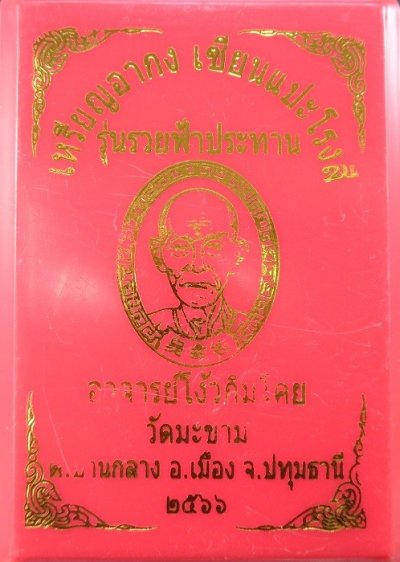 เหรียญอากง เซียนแปะโรงสี
รุ่นรวยฟ้าประทาน
อาจารย์โง้วกิมโคย
วัดมะขาม
ต.บ้านกลาง อ.เมือง จ.ปทุมธานี
๒๕๖๖